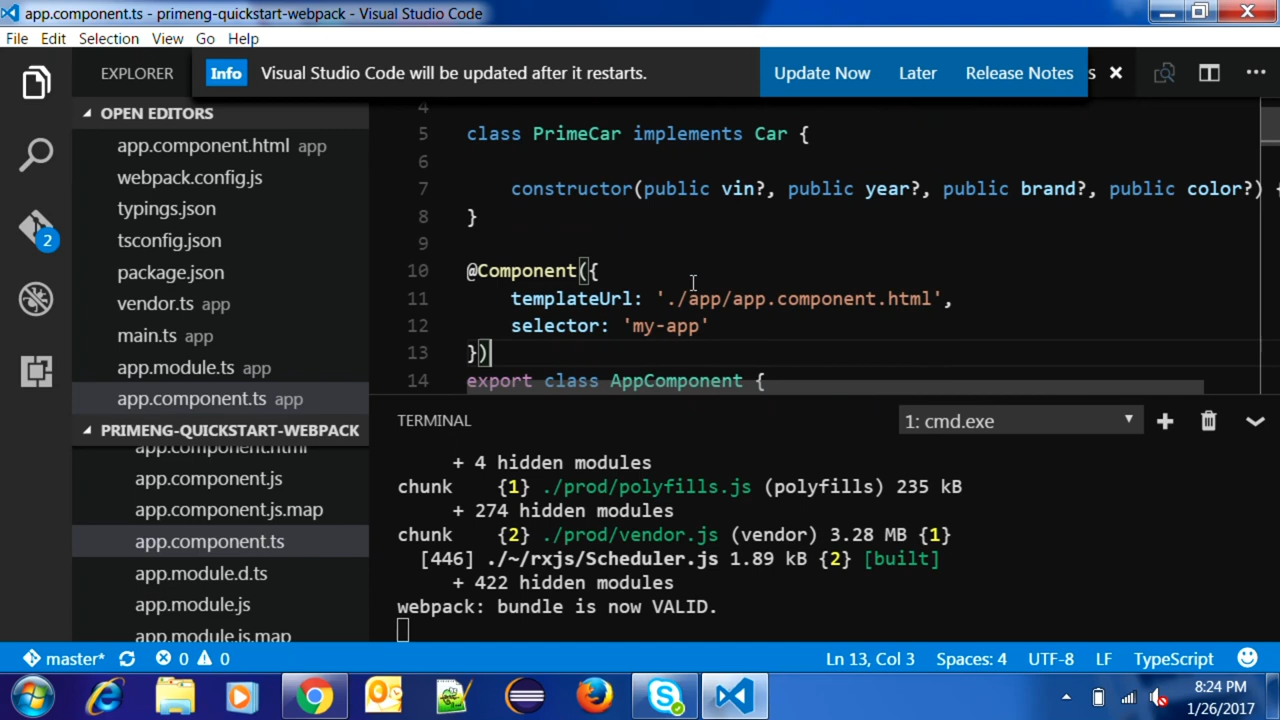 app.component.ts - primeng-quickstart-webpack - Visual Studio Code
File Edit Selection View Go Help
EXPLORER
Info Visual Studio Code will be updated after it restarts. Update Now Later Release Notes s
OPEN EDITORS
app.component.html app
webpack.config.js
typings.json
tsconfig.json
package.json
vendor.ts app
main.ts app
app.module.ts app
app.component.ts app
2
PRIMENG-QUICKSTART-WEBPACK
app.component.html
app.component.js
app.component.js.map
app.component.ts
app.module.d.ts
app.module.js
app.module.js.map
4
5 class PrimeCar implements Car {
6
7 constructor(public vin?, public year?, public brand?, public color?) {
8 }
9
10 @Component({
11 templateUrl: './app/app.component.html',
12 selector: 'my-app'
13 })
14 export class AppComponent {
TERMINAL 1: cmd.exe
+ 4 hidden modules
chunk {1} ./prod/polyfills.js (polyfills) 235 kB
+ 274 hidden modules
chunk {2} ./prod/vendor.js (vendor) 3.28 MB {1}
[446] ./~/rxjs/Scheduler.js 1.89 kB {2} [built]
+ 422 hidden modules
webpack: bundle is now VALID.
master* 0 0 Ln 13, Col 3 Spaces: 4 UTF-8 LF TypeScript
8:24 PM
1/26/2017